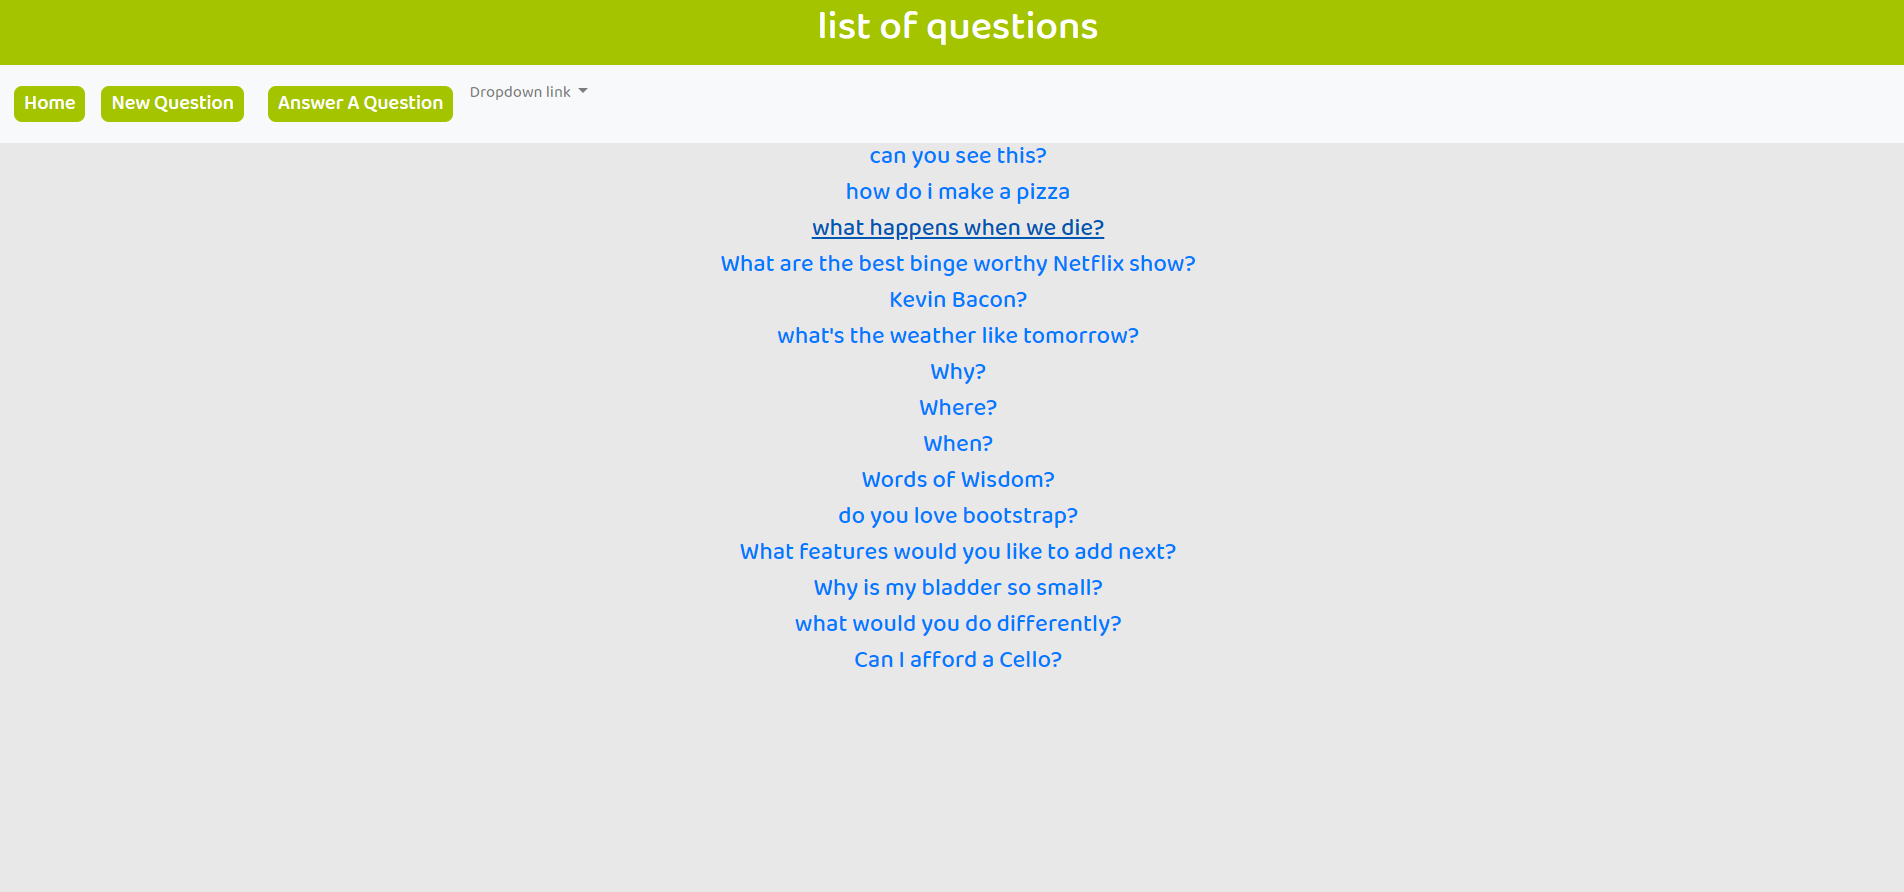 list of questions
Home New Question Answer A Question Dropdown link
can you see this?
how do i make a pizza
what happens when we die?
What are the best binge worthy Netflix show?
Kevin Bacon?
what's the weather like tomorrow?
Why?
Where?
When?
Words of Wisdom?
do you love bootstrap?
What features would you like to add next?
Why is my bladder so small?
what would you do differently?
Can I afford a Cello?